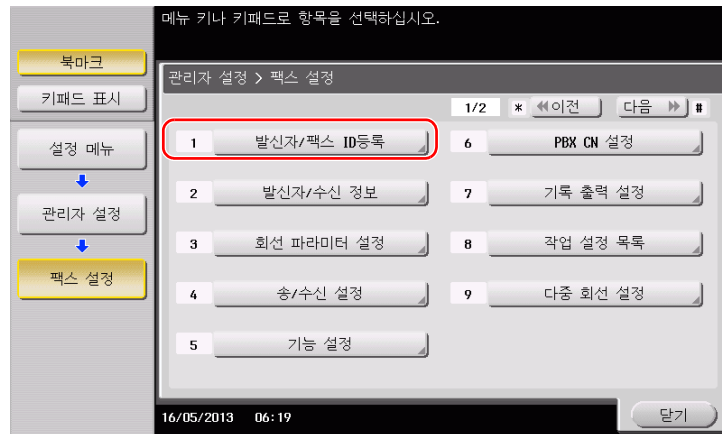 메뉴 키나 키패드로 항목을 선택하십시오.
북마크
키패드 표시
설정 메뉴
관리자 설정
팩스 설정
관리자 설정 > 팩스 설정
1/2 * 이전 다음 #
1 발신자/팩스 ID등록
2 발신자/수신 정보
3 회선 파라미터 설정
4 송/수신 설정
5 기능 설정
6 PBX CN 설정
7 기록 출력 설정
8 작업 설정 목록
9 다중 회선 설정
16/05/2013 06:19
닫기